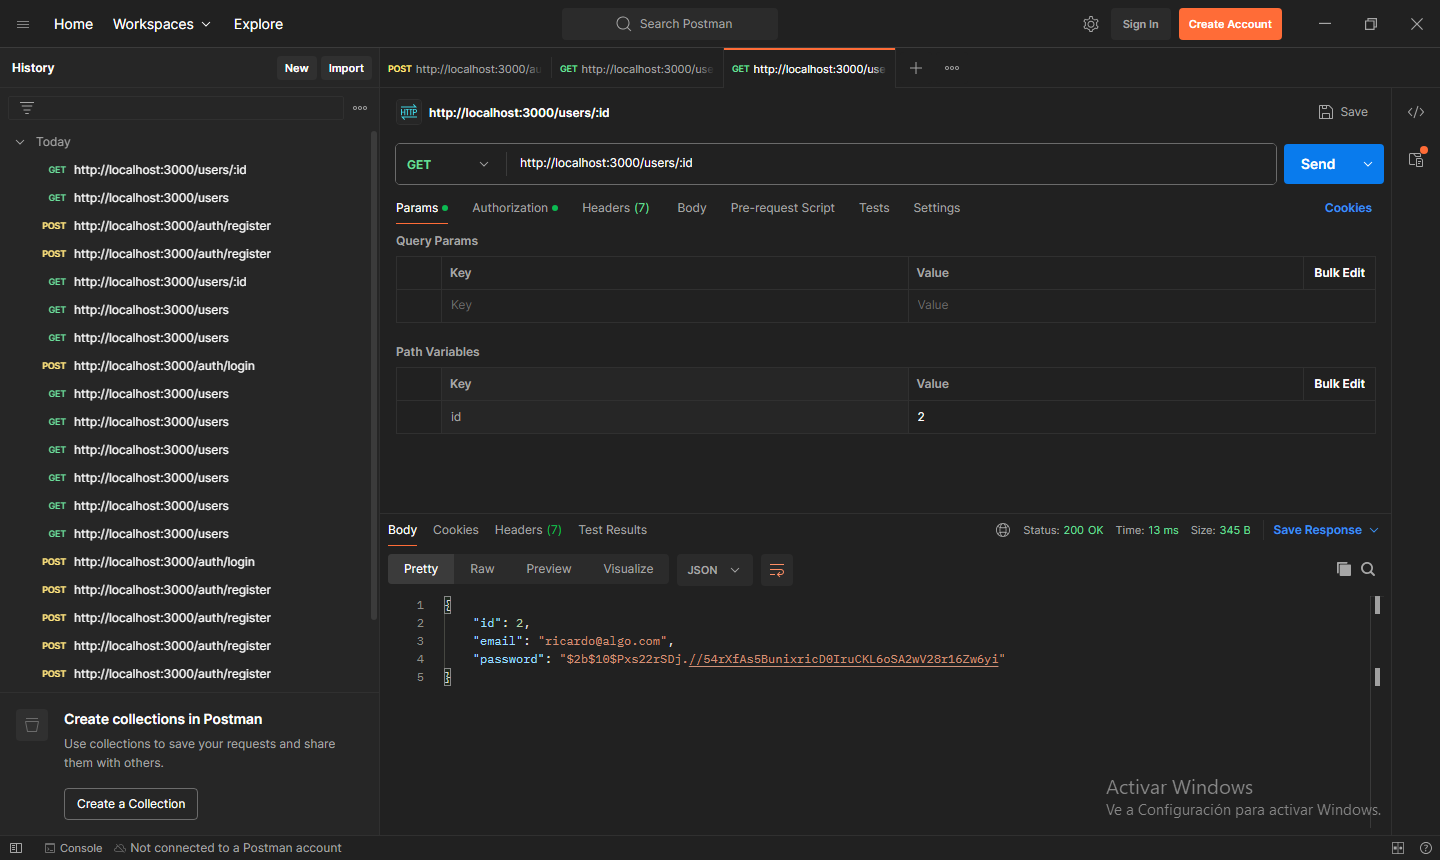 Home Workspaces Explore Search Postman Sign In Create Account
History New Import
POST http://localhost:3000/au GET http://localhost:3000/use GET http://localhost:3000/use
HTTP http://localhost:3000/users/:id Save
Today
GET http://localhost:3000/users/:id
GET http://localhost:3000/users
POST http://localhost:3000/auth/register
POST http://localhost:3000/auth/register
GET http://localhost:3000/users/:id
GET http://localhost:3000/users
GET http://localhost:3000/users
POST http://localhost:3000/auth/login
GET http://localhost:3000/users
GET http://localhost:3000/users
GET http://localhost:3000/users
GET http://localhost:3000/users
GET http://localhost:3000/users
GET http://localhost:3000/users
POST http://localhost:3000/auth/login
POST http://localhost:3000/auth/register
POST http://localhost:3000/auth/register
POST http://localhost:3000/auth/register
POST http://localhost:3000/auth/register
Create collections in Postman
Use collections to save your requests and share
them with others.
Create a Collection
GET http://localhost:3000/users/:id Send
Params Authorization Headers (7) Body Pre-request Script Tests Settings Cookies
Query Params
Key Value Bulk Edit
Key Value
Path Variables
Key Value Bulk Edit
id 2
Body Cookies Headers (7) Test Results Status: 200 OK Time: 13 ms Size: 345 B Save Response
Pretty Raw Preview Visualize JSON
1 {
2 "id": 2,
3 "email": "ricardo@algo.com",
4 "password": "$2b$10$Pxs22rSDj.//54rXfAs5BunixricD0IruCKL6oSA2wV28r16Zw6yi"
5 }
Activar Windows
Ve a Configuración para activar Windows.
Console Not connected to a Postman account